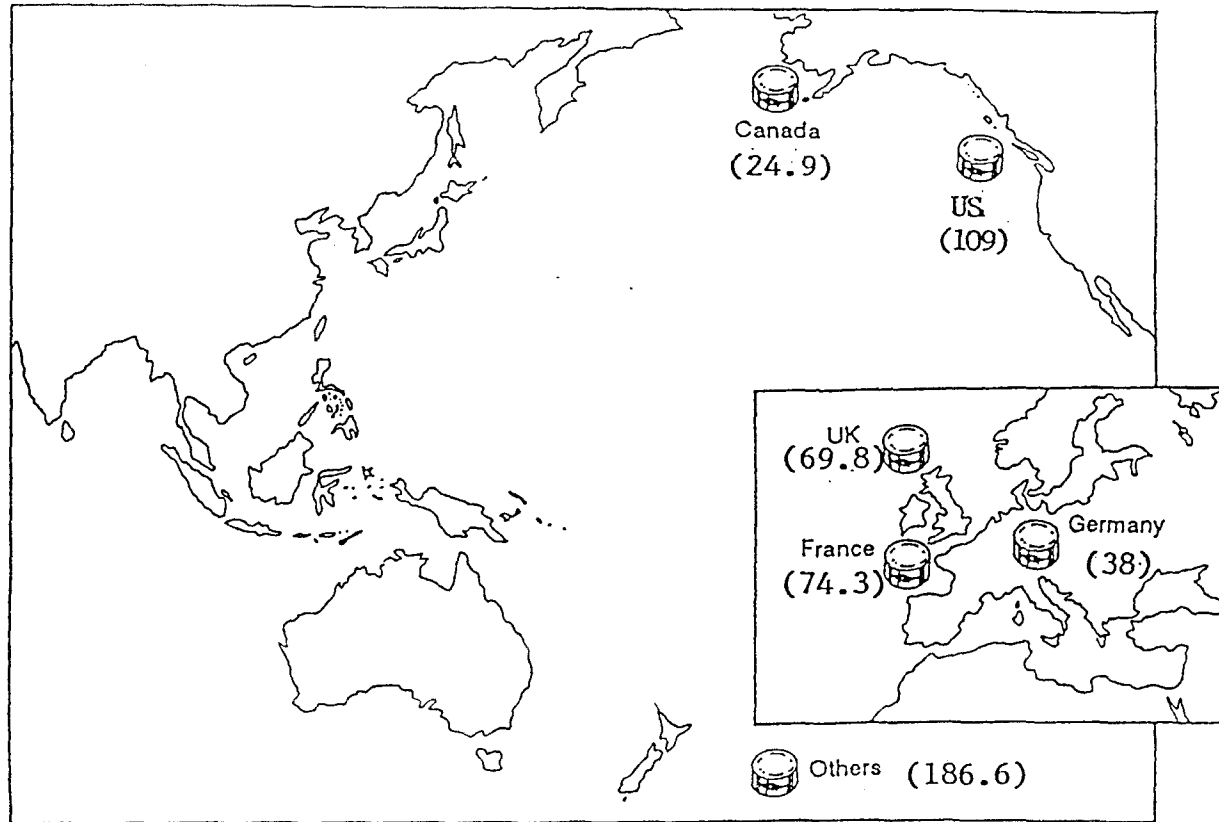 Canada
(24.9)
US.
(109)
UK
(69.8)
Germany
(38)
France
(74.3)
Others (186.6)